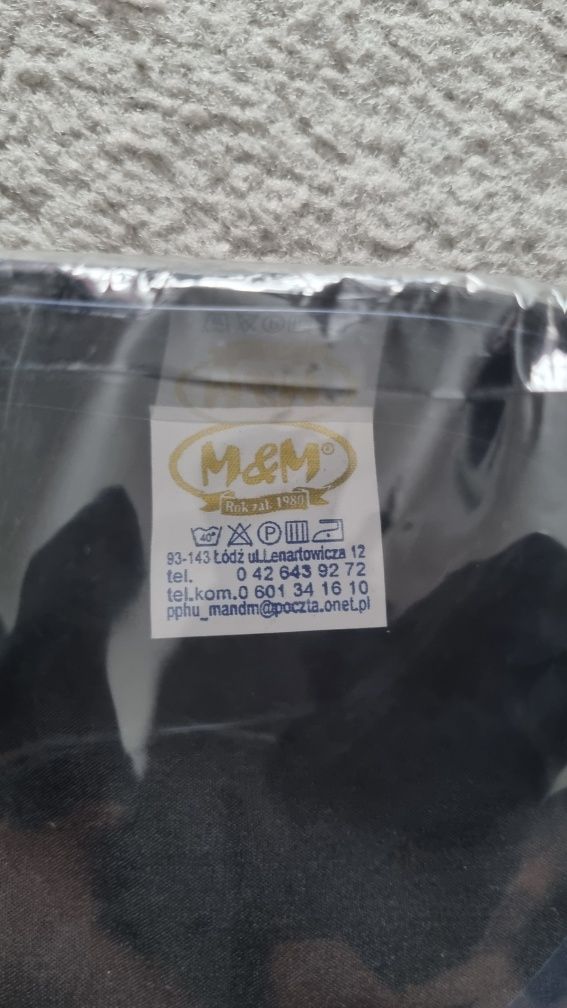 M&M®
Rok zał. 1980
40°
P
93-143 Łódź ul.Lenartowicza 12
tel. 0 42 643 92 72
tel.kom.0 601 34 16 10
pphu_mandm@poczta.onet.pl